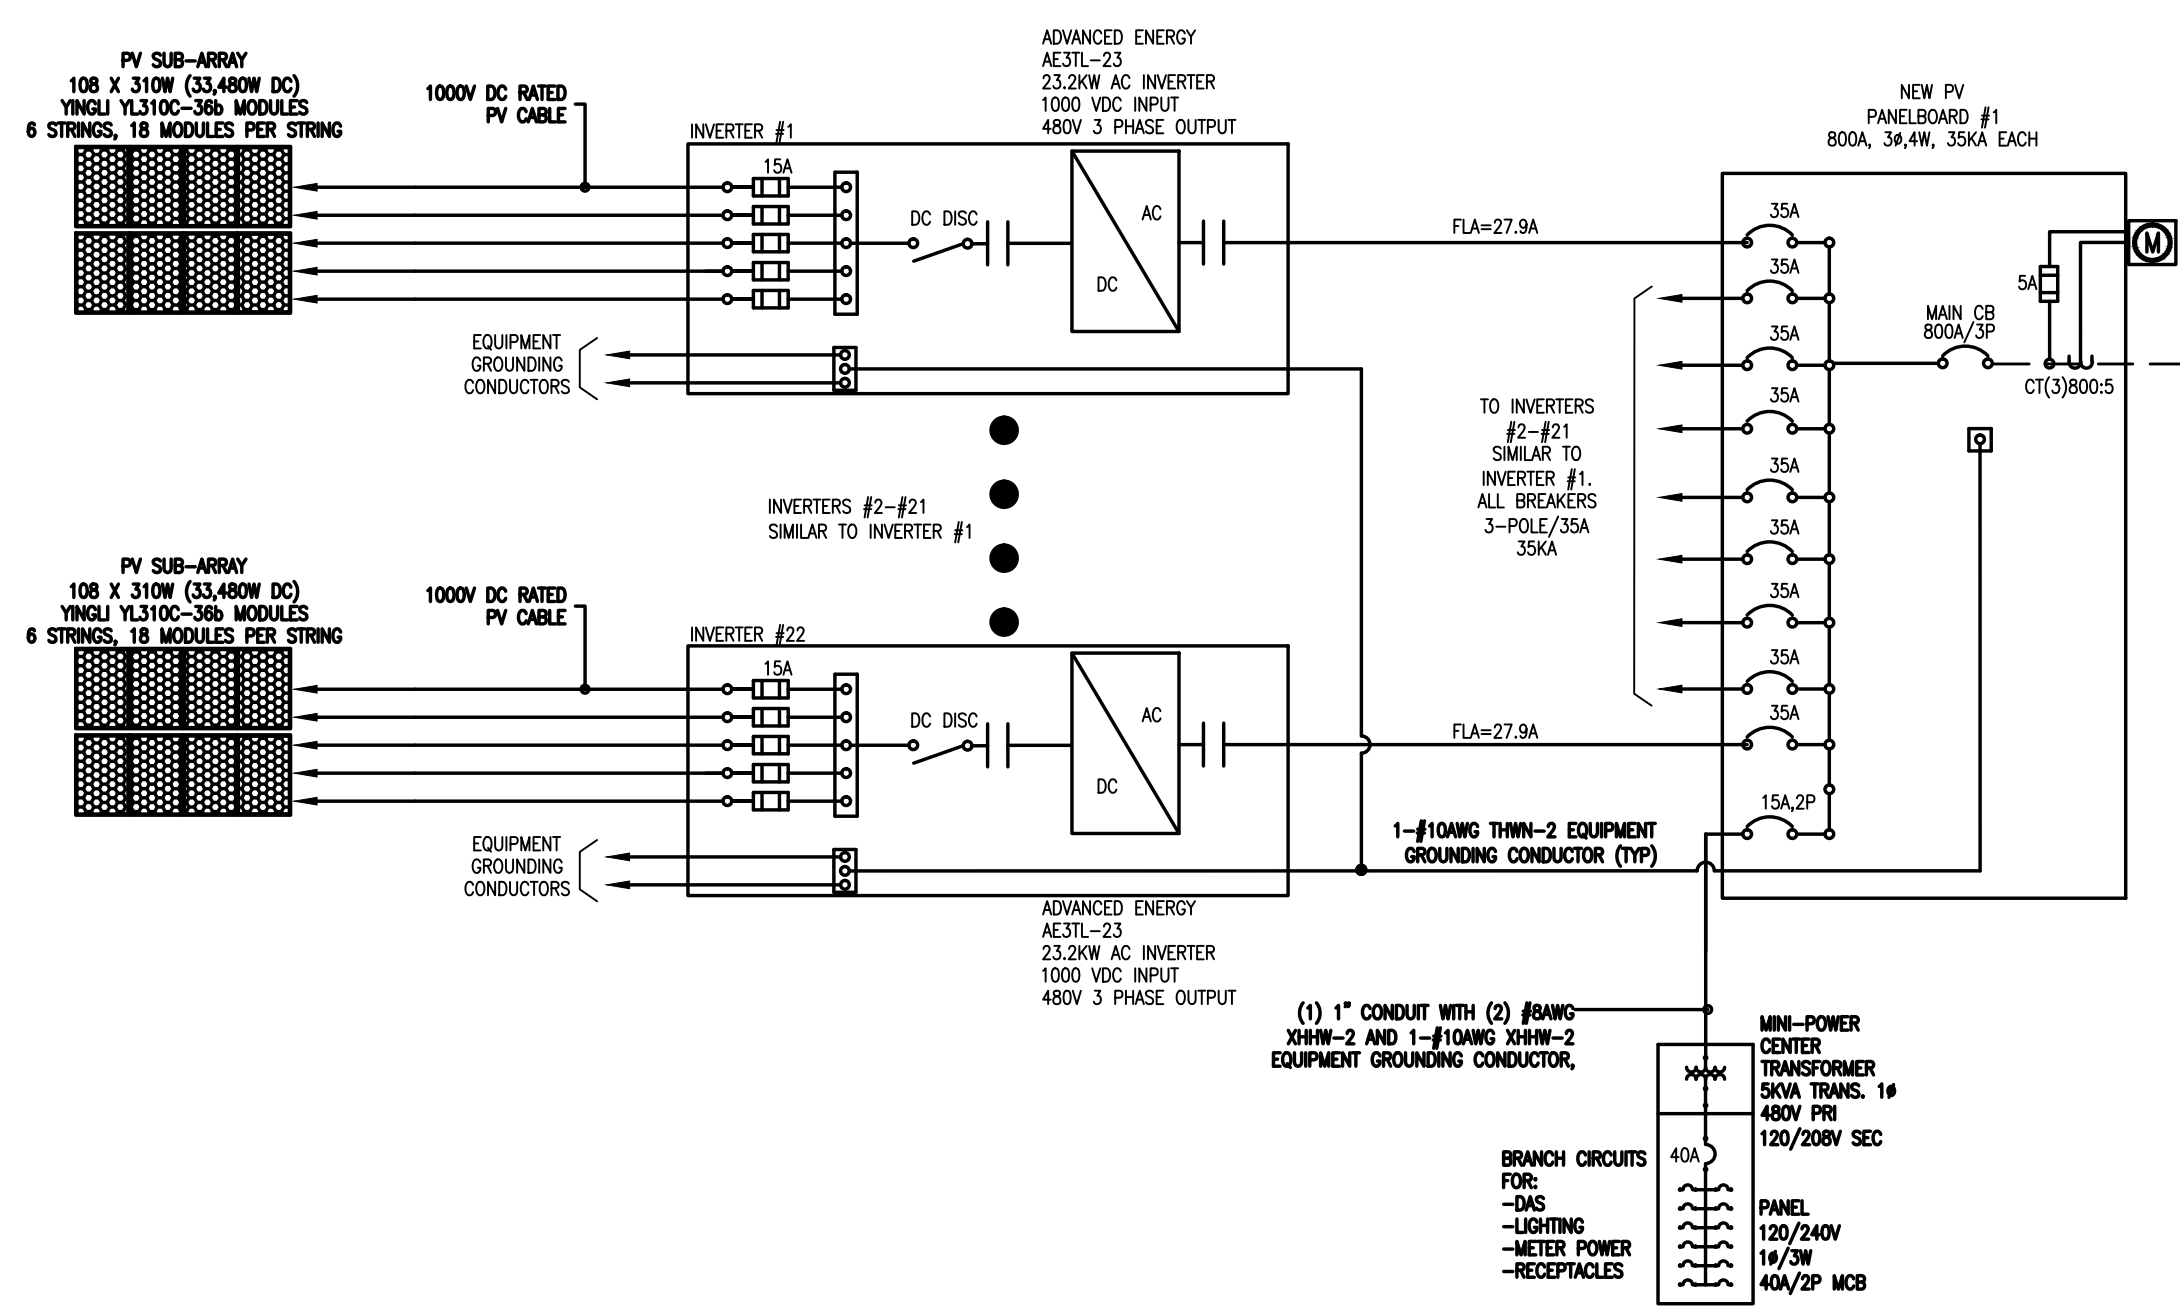 PV SUB-ARRAY
108 X 310W (33,480W DC)
YINGLI YL310C-36b MODULES
6 STRINGS, 18 MODULES PER STRING
1000V DC RATED
PV CABLE
INVERTER #1
15A
DC DISC
AC
DC
ADVANCED ENERGY
AE3TL-23
23.2KW AC INVERTER
1000 VDC INPUT
480V 3 PHASE OUTPUT
EQUIPMENT
GROUNDING
CONDUCTORS
FLA=27.9A
NEW PV
PANELBOARD #1
800A, 3ø,4W, 35KA EACH
35A
35A
35A
35A
35A
35A
35A
35A
35A
15A,2P
M
5A
MAIN CB
800A/3P
CT(3)800:5
TO INVERTERS
#2-#21
SIMILAR TO
INVERTER #1.
ALL BREAKERS
3-POLE/35A
35KA
INVERTERS #2-#21
SIMILAR TO INVERTER #1
PV SUB-ARRAY
108 X 310W (33,480W DC)
YINGLI YL310C-36b MODULES
6 STRINGS, 18 MODULES PER STRING
1000V DC RATED
PV CABLE
INVERTER #22
15A
DC DISC
AC
DC
FLA=27.9A
EQUIPMENT
GROUNDING
CONDUCTORS
1-#10AWG THWN-2 EQUIPMENT
GROUNDING CONDUCTOR (TYP)
ADVANCED ENERGY
AE3TL-23
23.2KW AC INVERTER
1000 VDC INPUT
480V 3 PHASE OUTPUT
(1) 1" CONDUIT WITH (2) #8AWG
XHHW-2 AND 1-#10AWG XHHW-2
EQUIPMENT GROUNDING CONDUCTOR,
MINI-POWER
CENTER
TRANSFORMER
5KVA TRANS. 1ø
480V PRI
120/208V SEC
40A
BRANCH CIRCUITS
FOR:
-DAS
-LIGHTING
-METER POWER
-RECEPTACLES
PANEL
120/240V
1ø/3W
40A/2P MCB